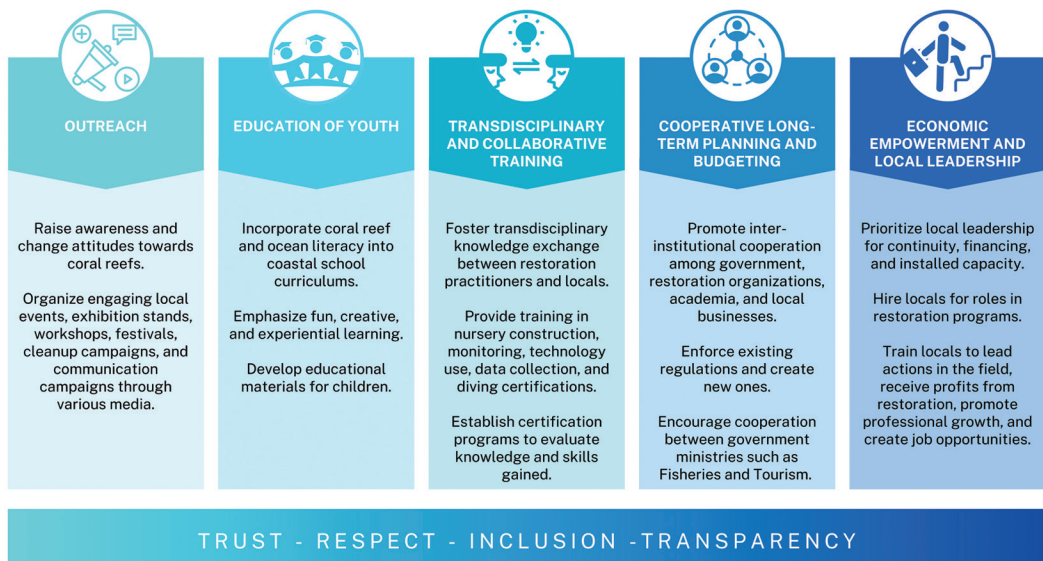 OUTREACH
Raise awareness and
change attitudes towards
coral reefs.
Organize engaging local
events, exhibition stands,
workshops, festivals,
cleanup campaigns, and
communication
campaigns through
various media.
EDUCATION OF YOUTH
Incorporate coral reef
and ocean literacy into
coastal school
curriculums.
Emphasize fun, creative,
and experiential learning.
Develop educational
materials for children.
TRANSDISCIPLINARY
AND COLLABORATIVE
TRAINING
Foster transdisciplinary
knowledge exchange
between restoration
practitioners and locals.
Provide training in
nursery construction,
monitoring, technology
use, data collection, and
diving certifications.
Establish certification
programs to evaluate
knowledge and skills
gained.
COOPERATIVE LONG-
TERM PLANNING AND
BUDGETING
Promote inter-
institutional cooperation
among government,
restoration organizations,
academia, and local
businesses.
Enforce existing
regulations and create
new ones.
Encourage cooperation
between government
ministries such as
Fisheries and Tourism.
ECONOMIC
EMPOWERMENT AND
LOCAL LEADERSHIP
Prioritize local leadership
for continuity, financing,
and installed capacity.
Hire locals for roles in
restoration programs.
Train locals to lead
actions in the field,
receive profits from
restoration, promote
professional growth, and
create job opportunities.
TRUST - RESPECT - INCLUSION -TRANSPARENCY